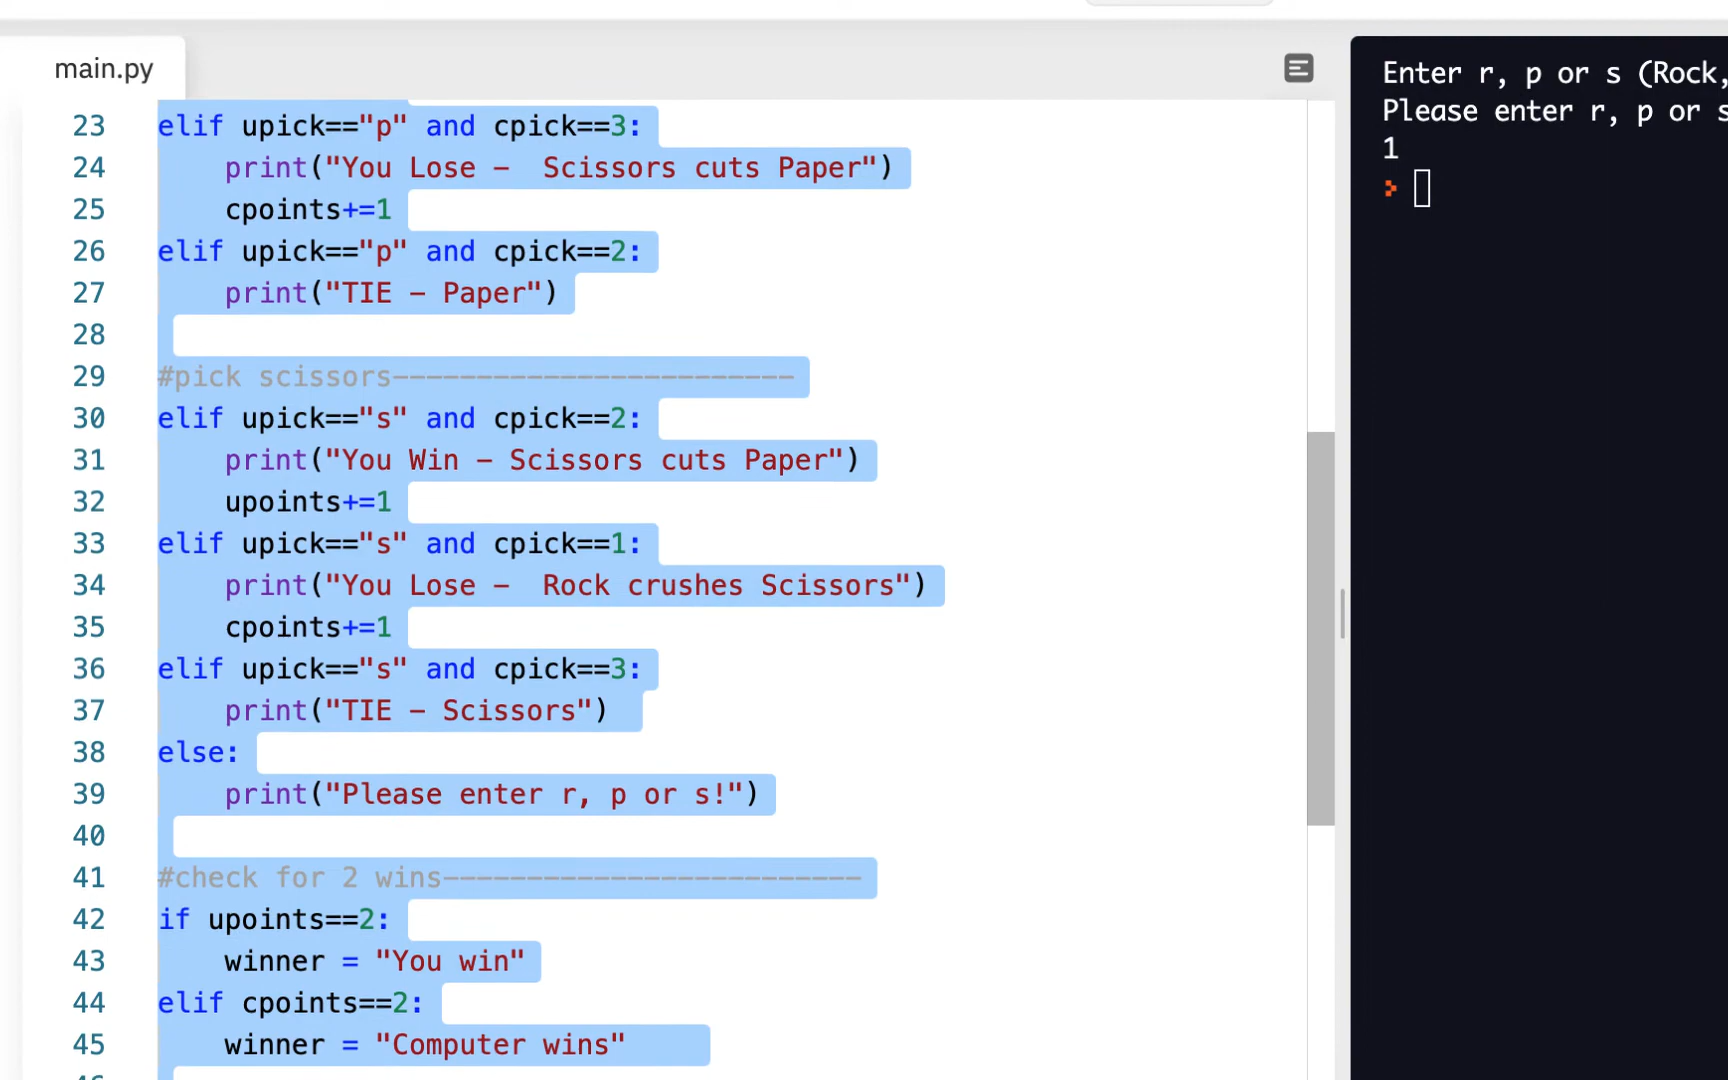 main.py
23 elif upick=="p" and cpick==3:
24 print("You Lose -  Scissors cuts Paper")
25 cpoints+=1
26 elif upick=="p" and cpick==2:
27 print("TIE - Paper")
28
29 #pick scissors------------------------
30 elif upick=="s" and cpick==2:
31 print("You Win - Scissors cuts Paper")
32 upoints+=1
33 elif upick=="s" and cpick==1:
34 print("You Lose -  Rock crushes Scissors")
35 cpoints+=1
36 elif upick=="s" and cpick==3:
37 print("TIE - Scissors")
38 else:
39 print("Please enter r, p or s!")
40
41 #check for 2 wins-------------------------
42 if upoints==2:
43 winner = "You win"
44 elif cpoints==2:
45 winner = "Computer wins"
Enter r, p or s (Rock,
Please enter r, p or s
1